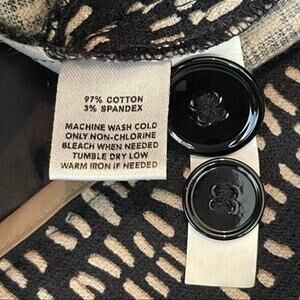 97% COTTON
3% SPANDEX
MACHINE WASH COLD
ONLY NON-CHLORINE
BLEACH WHEN NEEDED
TUMBLE DRY LOW
WARM IRON IF NEEDED